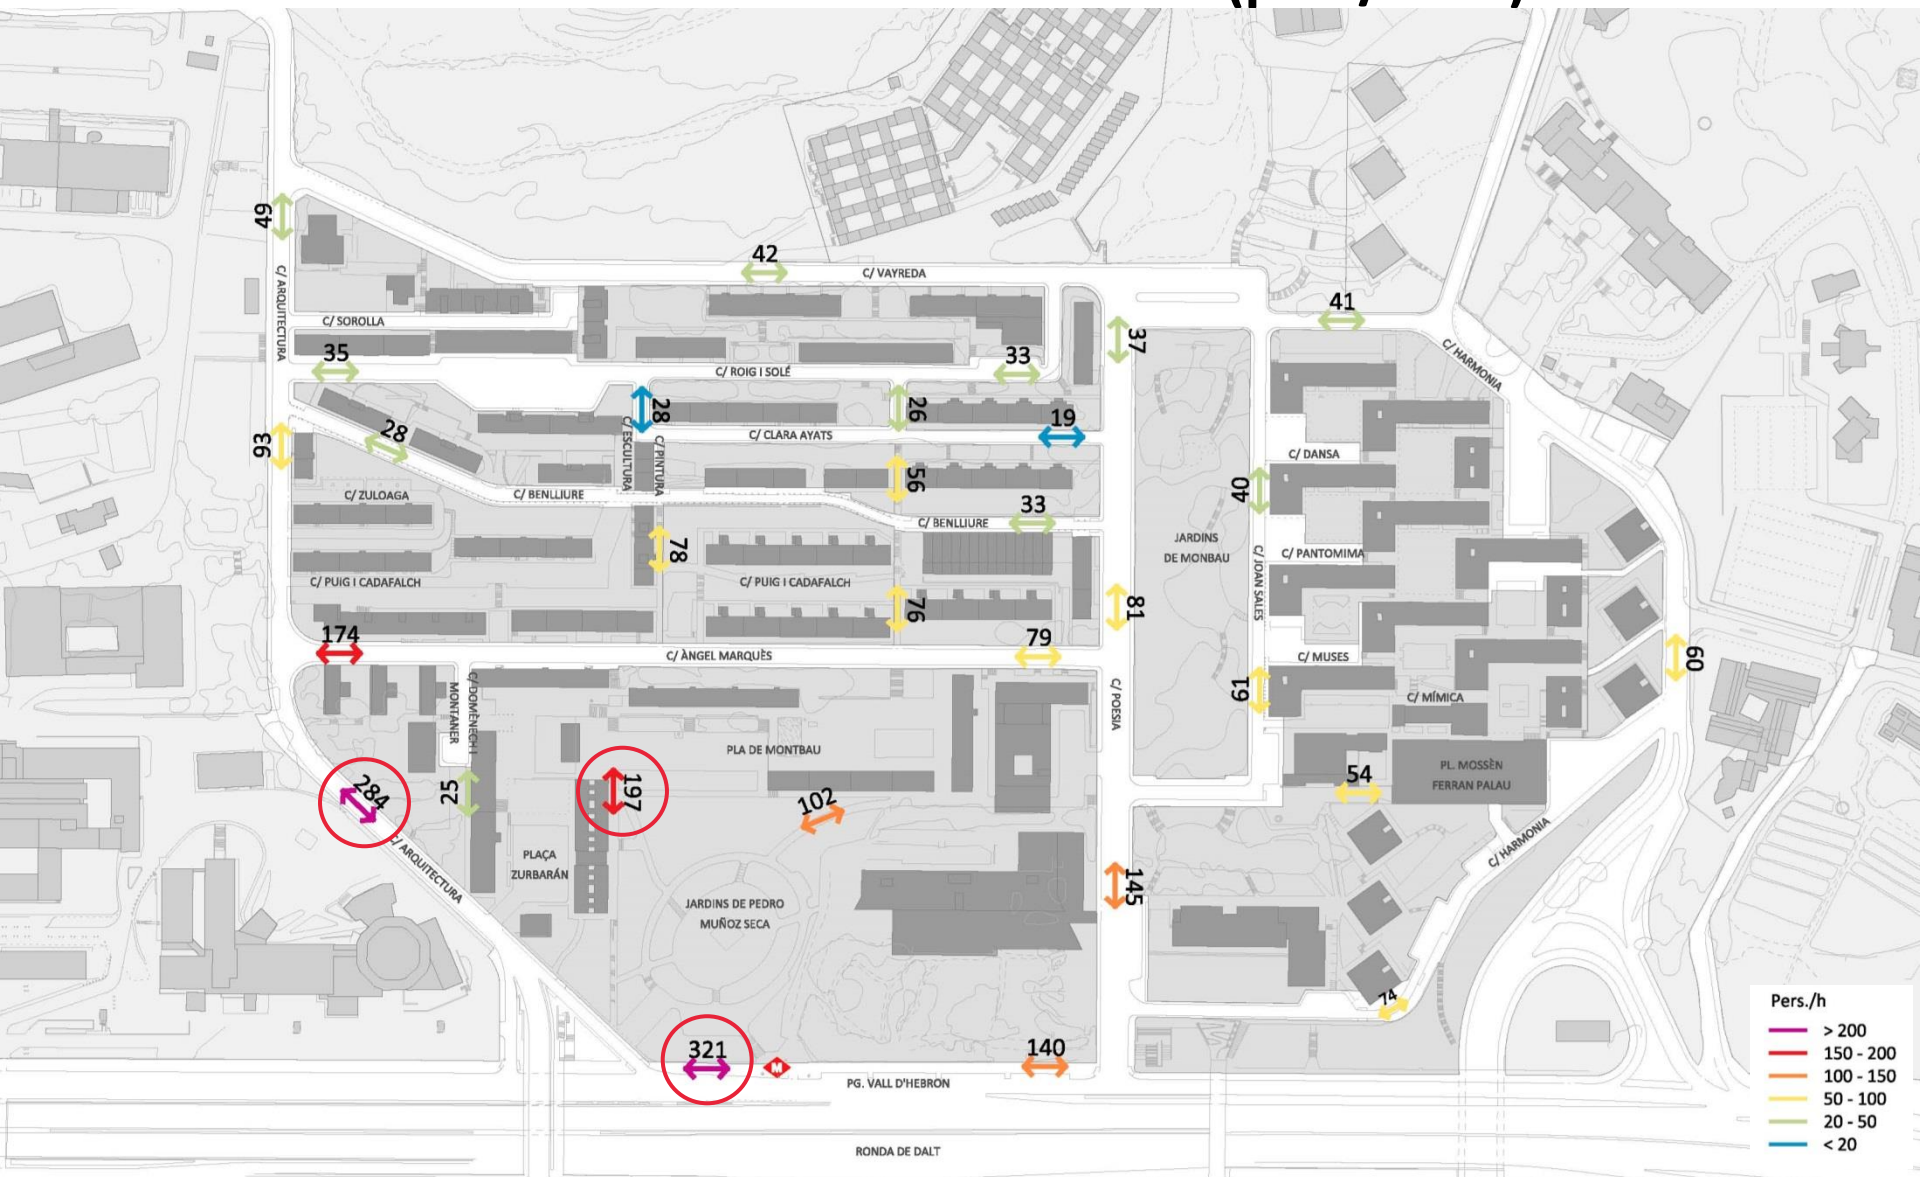 49
42
C/ VAYREDA
C/ ARQUITECTURA
C/ SOROLLA
41
37
35
33
C/ ROIG I SOLÉ
C/ HARMONIA
28
26
19
C/ ESCULTURA
C/ PINTURA
C/ CLARA AYATS
93
28
C/ DANSA
56
40
C/ ZULOAGA
C/ BENLLIURE
33
C/ BENLLIURE
JARDINS
DE MONBAU
78
C/ PANTOMIMA
C/ JOAN SALES
C/ PUIG I CADAFALCH
C/ PUIG I CADAFALCH
76
81
174
79
C/ ÀNGEL MARQUÈS
C/ MUSES
60
61
C/ MÍMICA
C/ POESIA
C/ DOMÈNECH I
MONTANER
PLA DE MONTBAU
PL. MOSSÈN
FERRAN PALAU
54
284
25
197
102
C/ ARQUITECTURA
PLAÇA
ZURBARÁN
C/ HARMONIA
145
JARDINS DE PEDRO
MUÑOZ SECA
74
321
M
140
PG. VALL D'HEBRON
RONDA DE DALT
Pers./h
> 200
150 - 200
100 - 150
50 - 100
20 - 50
< 20